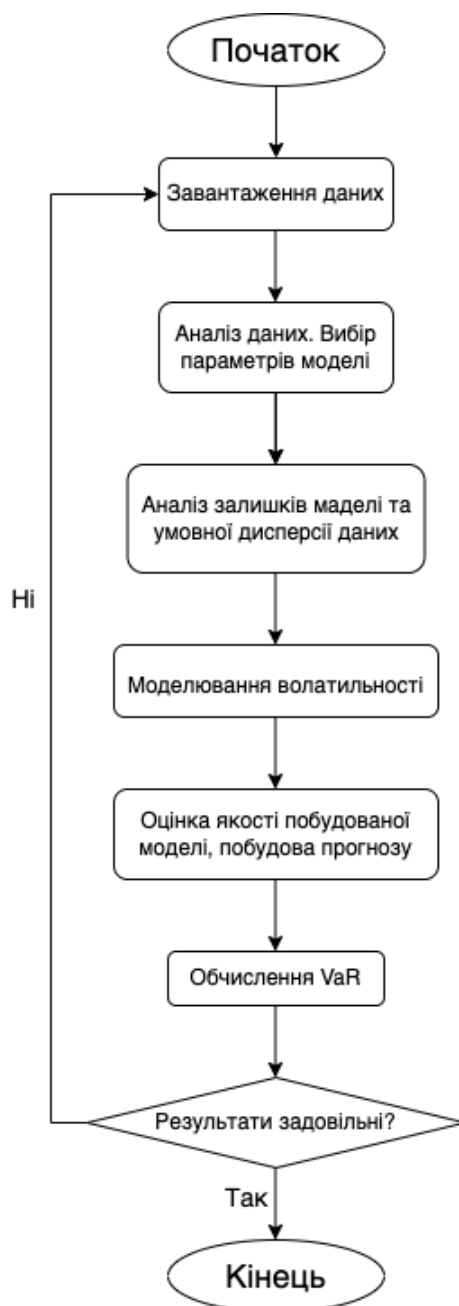 Початок
Завантаження даних
Аналіз даних. Вибір
параметрів моделі
Аналіз залишків маделі та
умовної дисперсії даних
Ні
Моделювання волатильності
Оцінка якості побудованої
моделі, побудова прогнозу
Обчислення VaR
Результати задовільні?
Так
Кінець